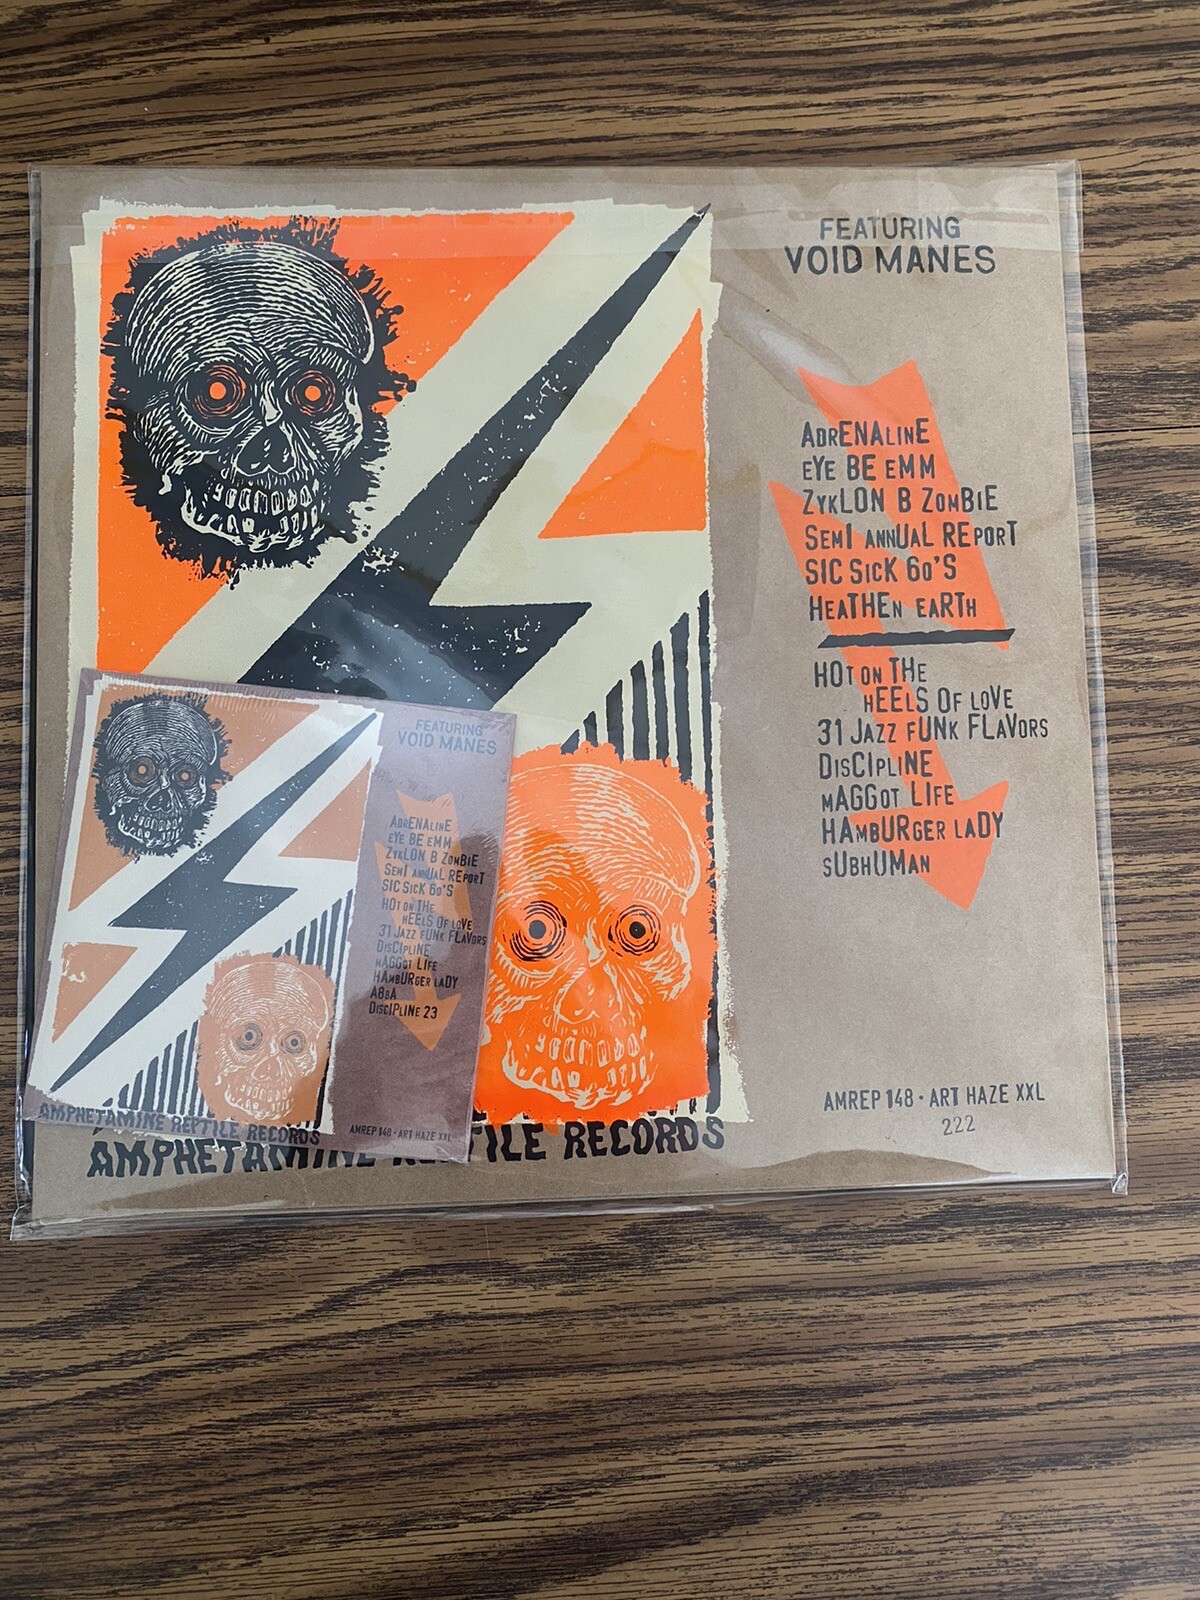 FEATURING
VOID MANES
ADRENALINE
EYE BE EMM
ZYKLON B ZOMBIE
SEMI ANNUAL REPORT
SIC SICK 60'S
HEATHEN EARTH
HOT ON THE
HEELS OF LOVE
31 JAZZ FUNK FLAVORS
DISCIPLINE
MAGGOT LIFE
HAMBURGER LADY
SUBHUMAN
AMREP 148 · ART HAZE XXL
222
AMPHETAMINE REPTILE RECORDS
FEATURING
VOID MANES
ADRENALINE
EYE BE EMM
ZYKLON B ZOMBIE
SEMI ANNUAL REPORT
SIC SICK 60'S
HOT ON THE
HEELS OF LOVE
31 JAZZ FUNK FLAVORS
DISCIPLINE
MAGGOT LIFE
HAMBURGER LADY
A8BA
DISCIPLINE 23
AMPHETAMINE REPTILE RECORDS
AMREP 148 · ART HAZE XXL